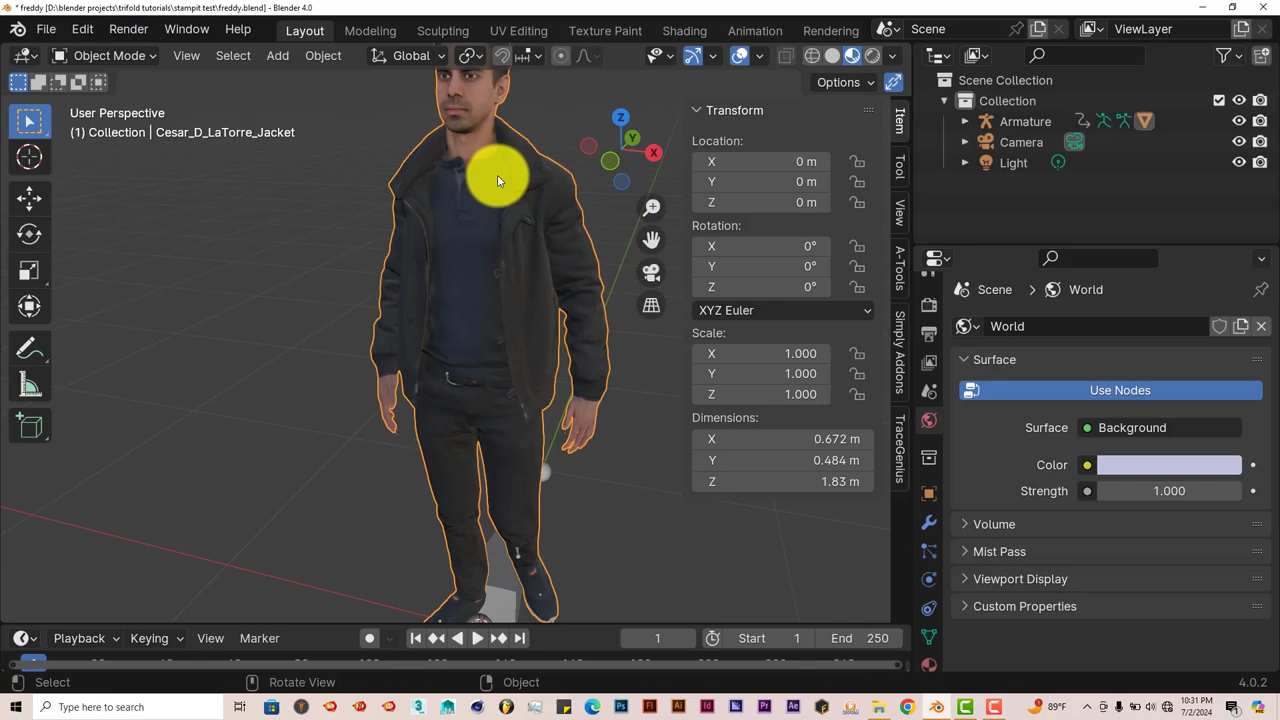 * freddy [D:\blender projects\trifold tutorials\stampit test\freddy.blend] - Blender 4.0
File Edit Render Window Help Layout Modeling Sculpting UV Editing Texture Paint Shading Animation Rendering Scene ViewLayer
Object Mode View Select Add Object Global
Options
User Perspective
(1) Collection | Cesar_D_LaTorre_Jacket
Z
Y
X
Transform
Location:
X 0 m
Y 0 m
Z 0 m
Rotation:
X 0°
Y 0°
Z 0°
XYZ Euler
Scale:
X 1.000
Y 1.000
Z 1.000
Dimensions:
X 0.672 m
Y 0.484 m
Z 1.83 m
Item
Tool
View
A-Tools
Simply Addons
TraceGenius
Scene Collection
Collection
Armature
Camera
Light
Scene World
World
Surface
Use Nodes
Surface Background
Color
Strength 1.000
Volume
Mist Pass
Viewport Display
Custom Properties
Playback Keying View Marker 1 Start 1 End 250
Select Rotate View Object 4.0.2
Type here to search 89°F 10:31 PM
7/2/2024